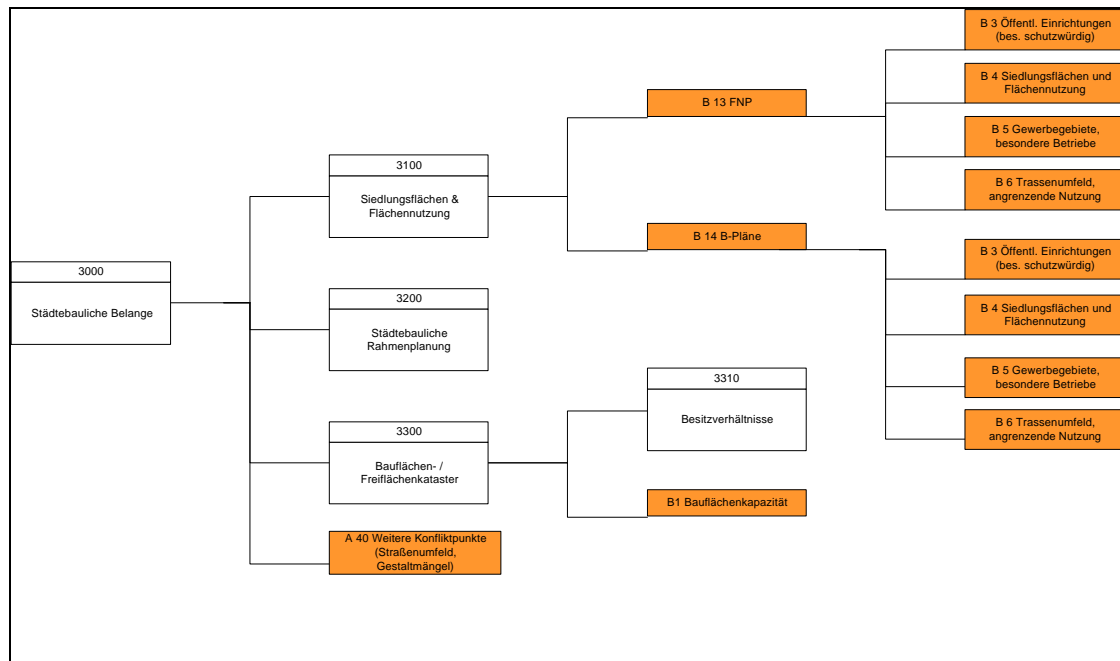 3000
Städtebauliche Belange
3100
Siedlungsflächen &
Flächennutzung
3200
Städtebauliche
Rahmenplanung
3300
Bauflächen- /
Freiflächenkataster
A 40 Weitere Konfliktpunkte
(Straßenumfeld,
Gestaltmängel)
B 13 FNP
B 14 B-Pläne
3310
Besitzverhältnisse
B1 Bauflächenkapazität
B 3 Öffentl. Einrichtungen
(bes. schutzwürdig)
B 4 Siedlungsflächen und
Flächennutzung
B 5 Gewerbegebiete,
besondere Betriebe
B 6 Trassenumfeld,
angrenzende Nutzung
B 3 Öffentl. Einrichtungen
(bes. schutzwürdig)
B 4 Siedlungsflächen und
Flächennutzung
B 5 Gewerbegebiete,
besondere Betriebe
B 6 Trassenumfeld,
angrenzende Nutzung